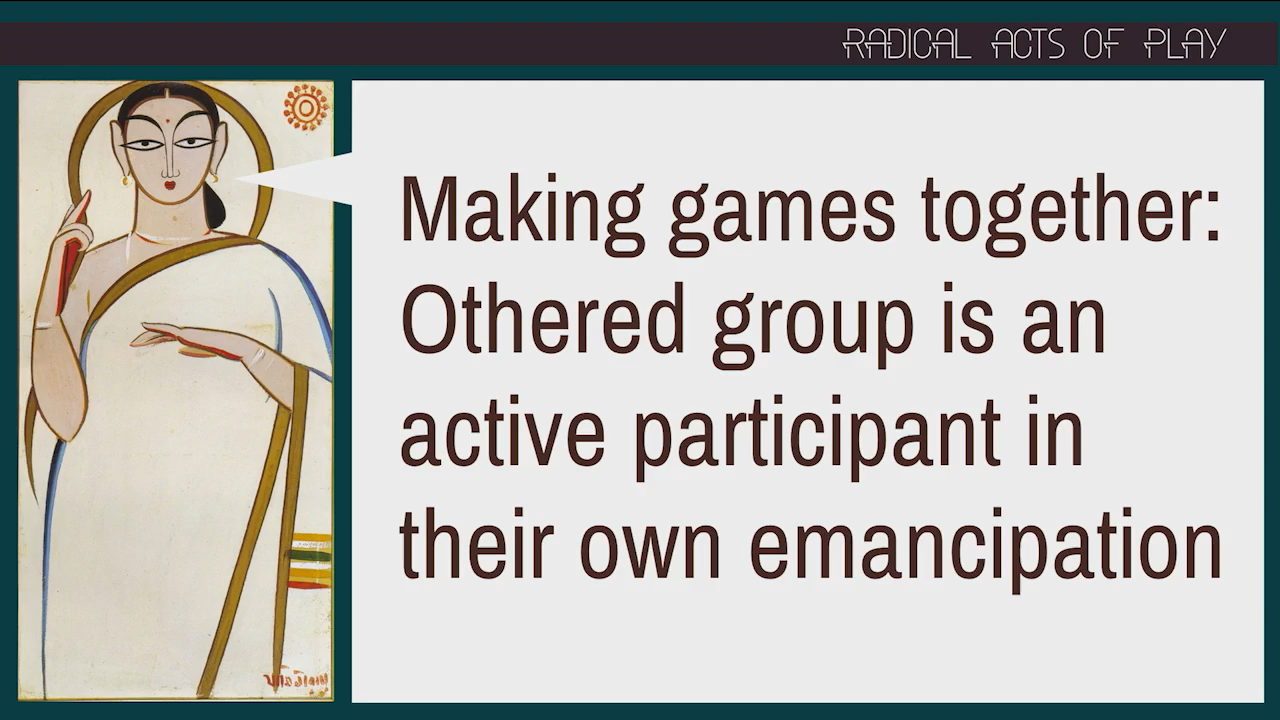 RADICAL ACTS OF PLAY
Making games together:
Othered group is an
active participant in
their own emancipation